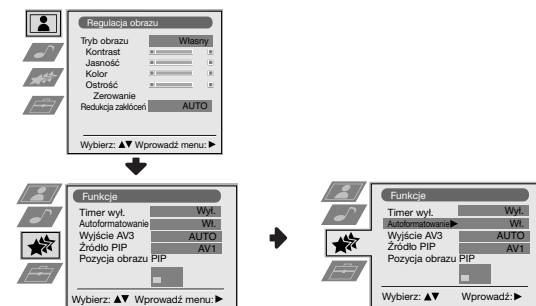 Regulacja obrazu
Tryb obrazu Własny
Kontrast
Jasność
Kolor
Ostrość
Zerowanie
Redukcja zakłóceń AUTO
Wybierz: ▲▼ Wprowadź menu: ►
Funkcje
Timer wył. Wył.
Autoformatowanie Wł.
Wyjście AV3 AUTO
Źródło PIP AV1
Pozycja obrazu PIP
Wybierz: ▲▼ Wprowadź menu: ►
Funkcje
Timer wył. Wył.
Autoformatowanie► Wł.
Wyjście AV3 AUTO
Źródło PIP AV1
Pozycja obrazu PIP
Wybierz: ▲▼ Wprowadź: ►